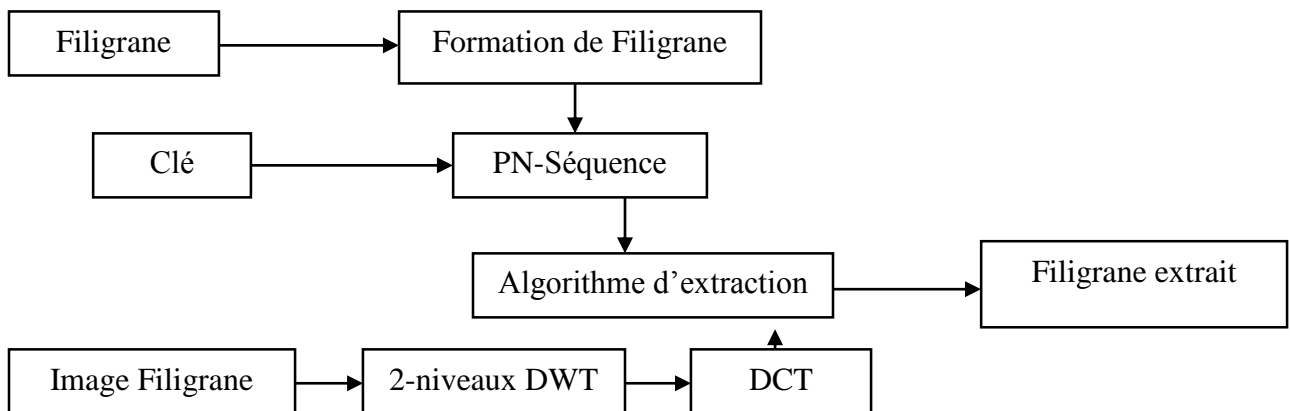 Filigrane
Formation de Filigrane
Clé
PN-Séquence
Algorithme d’extraction
Filigrane extrait
Image Filigrane
2-niveaux DWT
DCT